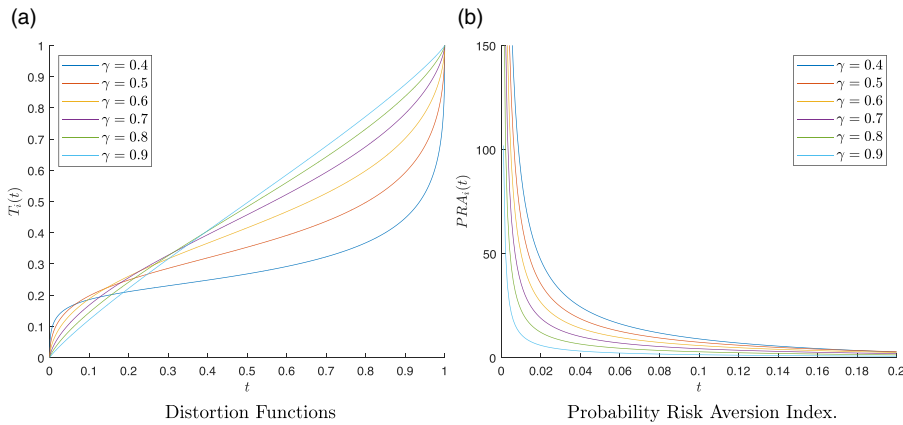 (a)
1
0.9
0.8
0.7
0.6
0.5
0.4
0.3
0.2
0.1
0
T_i(t)
γ = 0.4
γ = 0.5
γ = 0.6
γ = 0.7
γ = 0.8
γ = 0.9
0 0.1 0.2 0.3 0.4 0.5 0.6 0.7 0.8 0.9 1
t
Distortion Functions
(b)
150
100
50
0
PRA_i(t)
γ = 0.4
γ = 0.5
γ = 0.6
γ = 0.7
γ = 0.8
γ = 0.9
0 0.02 0.04 0.06 0.08 0.1 0.12 0.14 0.16 0.18 0.2
t
Probability Risk Aversion Index.